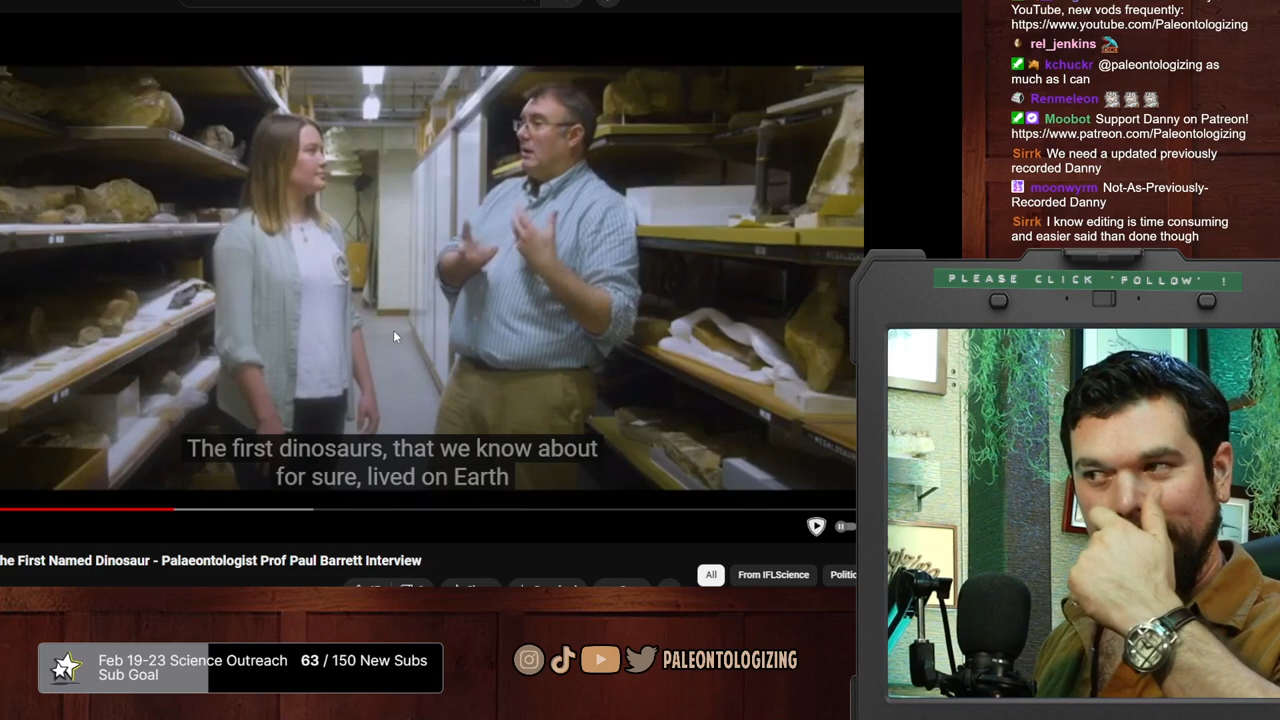 YouTube, new vods frequently:
https://www.youtube.com/Paleontologizing
rel_jenkins
kchuckr @paleontologizing as
much as I can
Renmeleon
Moobot Support Danny on Patreon!
https://www.patreon.com/Paleontologizing
Sirrk We need a updated previously
recorded Danny
moonwyrm Not-As-Previously-
Recorded Danny
Sirrk I know editing is time consuming
and easier said than done though
PLEASE CLICK 'FOLLOW' !
The first dinosaurs, that we know about
for sure, lived on Earth
he First Named Dinosaur - Palaeontologist Prof Paul Barrett Interview
All From IFLScience Politic
Feb 19-23 Science Outreach 63 / 150 New Subs
Sub Goal
PALEONTOLOGIZING